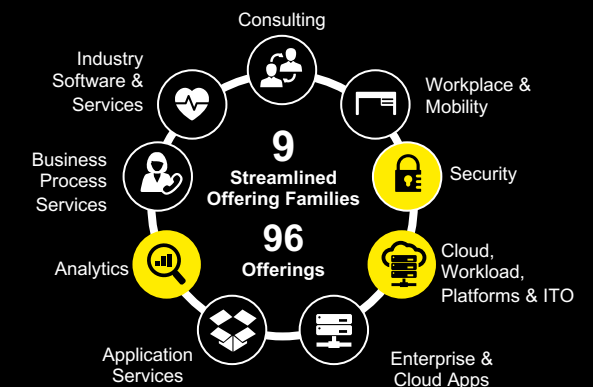 Consulting
Workplace &
Mobility
Security
Cloud,
Workload,
Platforms & ITO
Enterprise &
Cloud Apps
Application
Services
Analytics
Business
Process
Services
Industry
Software &
Services
9
Streamlined
Offering Families
96
Offerings